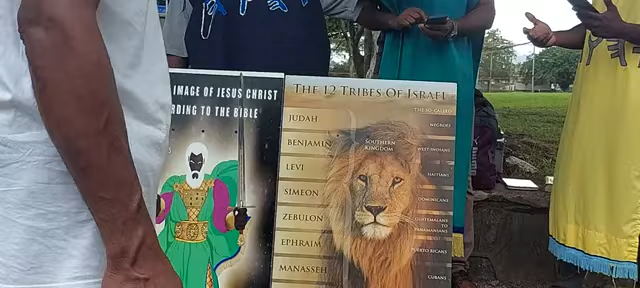 IMAGE OF JESUS CHRIST
RDING TO THE BIBLE
THE 12 TRIBES OF ISRAEL
THE SO-CALLED
JUDAH
NEGROES
BENJAMIN
SOUTHERN
KINGDOM
WEST INDIANS
LEVI
HAITIANS
SIMEON
DOMINICANS
ZEBULON
GUATEMALANS
TO
PANAMANIANS
EPHRAIM
PUERTO RICANS
MANASSEH
CUBANS